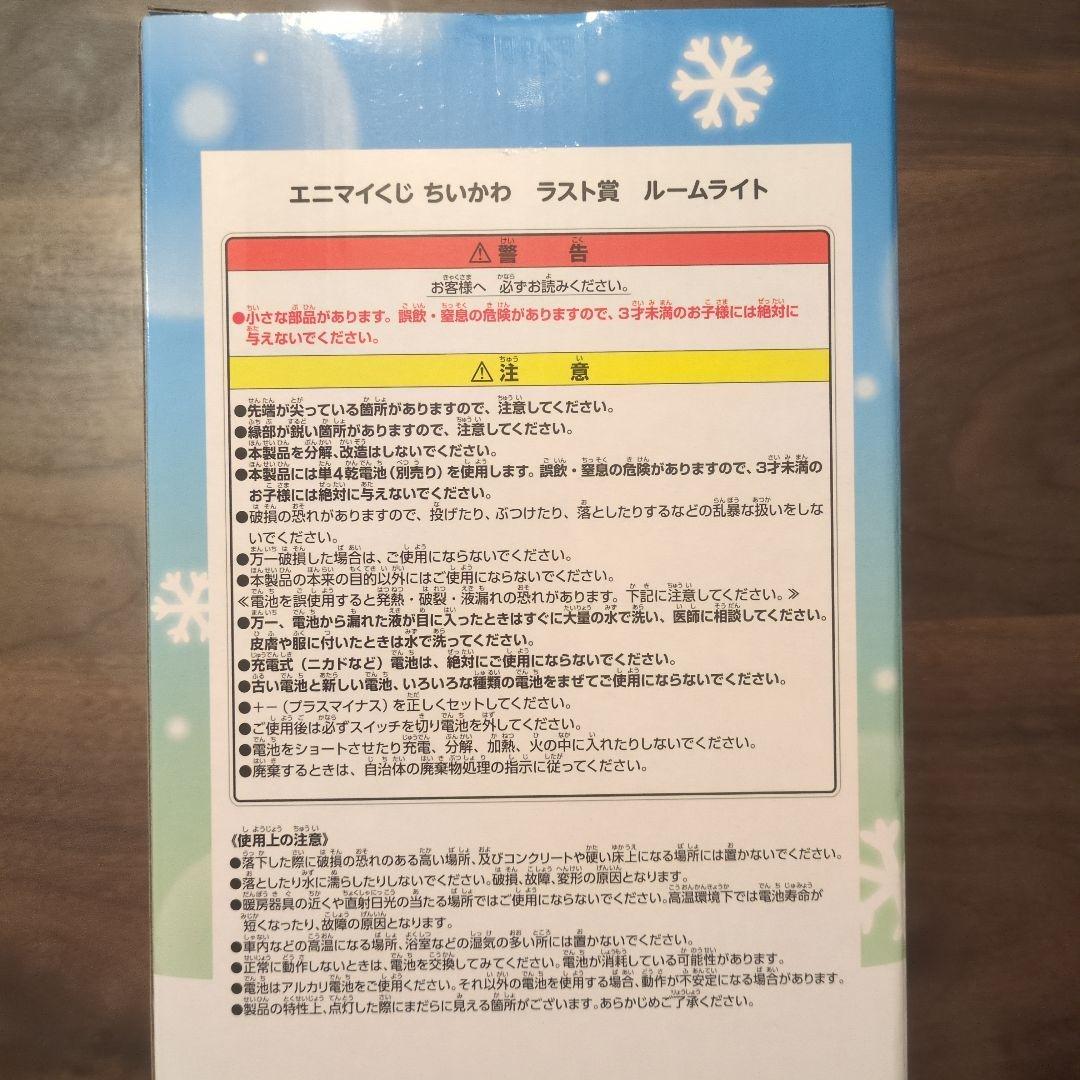 エニマイくじ ちいかわ　ラスト賞　ルームライト
⚠警　告
お客様へ 必ずお読みください。
●小さな部品があります。誤飲・窒息の危険がありますので、3才未満のお子様には絶対に
与えないでください。
⚠注　意
●先端が尖っている箇所がありますので、注意してください。
●縁部が鋭い箇所がありますので、注意してください。
●本製品を分解、改造はしないでください。
●本製品には単4乾電池(別売り)を使用します。誤飲・窒息の危険がありますので、3才未満の
お子様には絶対に与えないでください。
●破損の恐れがありますので、投げたり、ぶつけたり、落としたりするなどの乱暴な扱いをしな
いでください。
●万一破損した場合は、ご使用にならないでください。
●本製品の本来の目的以外にはご使用にならないでください。
≪電池を誤使用すると発熱・破裂・液漏れの恐れがあります。下記に注意してください。≫
●万一、電池から漏れた液が目に入ったときはすぐに大量の水で洗い、医師に相談してください。
皮膚や服に付いたときは水で洗ってください。
●充電式(ニカドなど)電池は、絶対にご使用にならないでください。
●古い電池と新しい電池、いろいろな種類の電池をまぜてご使用にならないでください。
●+−(プラスマイナス)を正しくセットしてください。
●ご使用後は必ずスイッチを切り電池を外してください。
●電池をショートさせたり充電、分解、加熱、火の中に入れたりしないでください。
●廃棄するときは、自治体の廃棄物処理の指示に従ってください。
《使用上の注意》
●落下した際に破損の恐れのある高い場所、及びコンクリートや硬い床上になる場所には置かないでください。
●落としたり水に濡らしたりしないでください。破損、故障、変形の原因となります。
●暖房器具の近くや直射日光の当たる場所ではご使用にならないでください。高温環境下では電池寿命が
短くなったり、故障の原因となります。
●車内などの高温になる場所、浴室などの湿気の多い所には置かないでください。
●正常に動作しないときは、電池を交換してみてください。電池が消耗している可能性があります。
●電池はアルカリ電池をご使用ください。それ以外の電池を使用する場合、動作が不安定になる場合があります。
●製品の特性上、点灯した際にまだらに見える箇所がございます。あらかじめご了承ください。